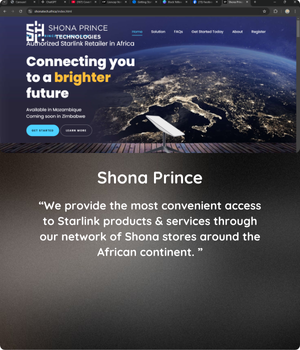 SHONA PRINCE
TECHNOLOGIES
Home Solution FAQs Get Started Today About Register
Authorized Starlink Retailer in Africa
Connecting you
to a brighter
future
Available in Mozambique
Coming soon in Zimbabwe
GET STARTED LEARN MORE
Shona Prince
“We provide the most convenient access
to Starlink products & services through
our network of Shona stores around the
African continent. ”